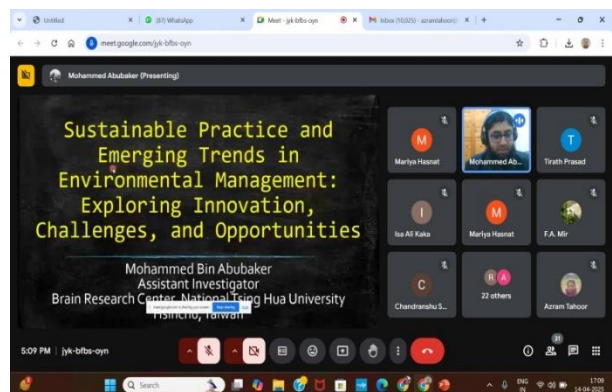 Untitled
(87) WhatsApp
Meet - jyk-bfbs-oyn
meet.google.com/jyk-bfbs-oyn
Mohammed Abubaker (Presenting)
Sustainable Practice and
Emerging Trends in
Environmental Management:
Exploring Innovation,
Challenges, and Opportunities
Mohammed Bin Abubaker
Assistant Investigator
Brain Research Center, National Tsing Hua University
Hsinchu, Taiwan
Stop sharing
M
Mariya Hasnat
Mohammed Ab...
T
Tirath Prasad
I
Isa Ali Kaka
M
Mariya Hasnat
F.A. Mir
C
Chandranshu S...
R A
22 others
Azram Tahoor
5:09 PM | jyk-bfbs-oyn
31
Search
ENG
IN
17:09
14-04-2025